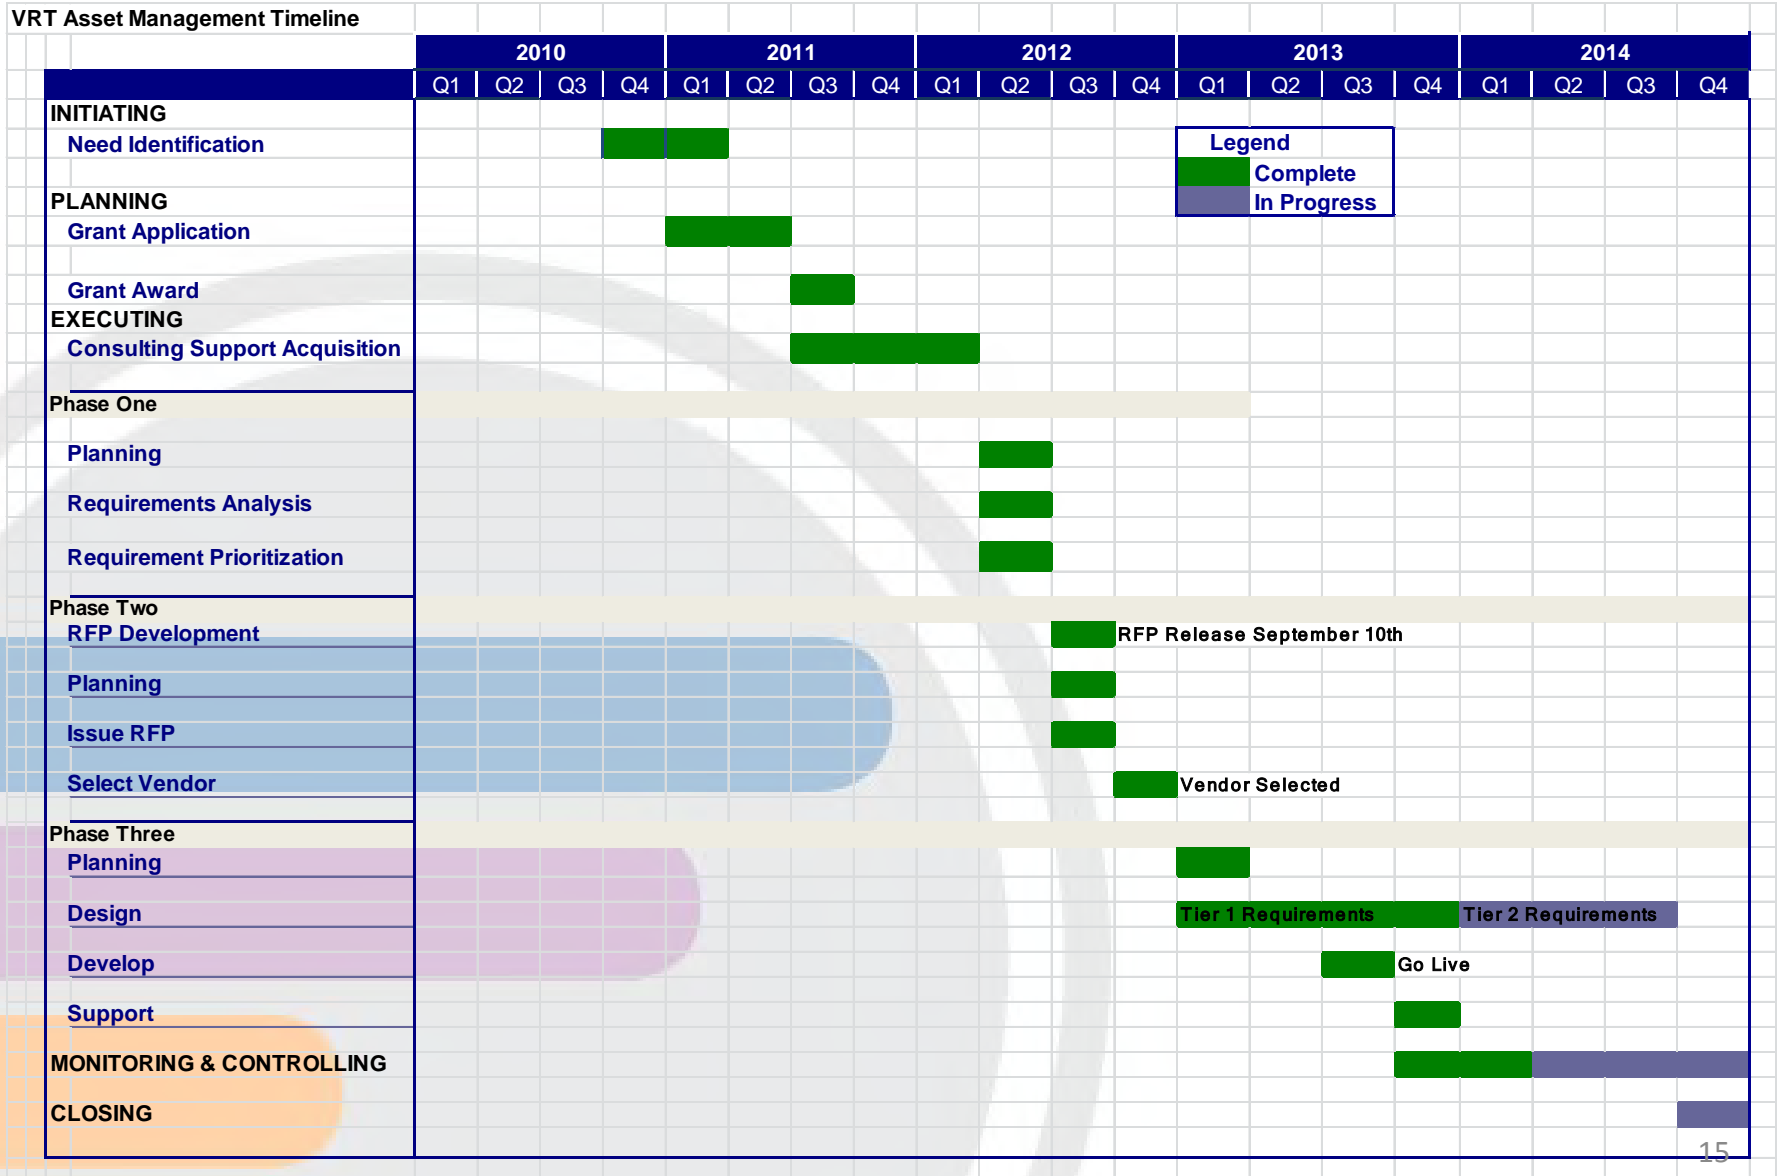 VRT Asset Management Timeline
2010 2011 2012 2013 2014
Q1 Q2 Q3 Q4 Q1 Q2 Q3 Q4 Q1 Q2 Q3 Q4 Q1 Q2 Q3 Q4 Q1 Q2 Q3 Q4
INITIATING
Need Identification
Legend
Complete
In Progress
PLANNING
Grant Application
Grant Award
EXECUTING
Consulting Support Acquisition
Phase One
Planning
Requirements Analysis
Requirement Prioritization
Phase Two
RFP Development RFP Release September 10th
Planning
Issue RFP
Select Vendor Vendor Selected
Phase Three
Planning
Design Tier 1 Requirements Tier 2 Requirements
Develop Go Live
Support
MONITORING & CONTROLLING
CLOSING
15